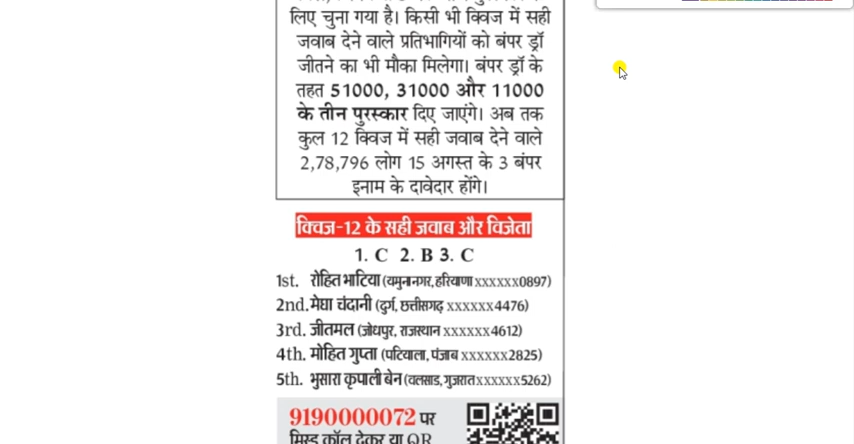 लिए चुना गया है। किसी भी क्विज में सही
जवाब देने वाले प्रतिभागियों को बंपर ड्रॉ
जीतने का भी मौका मिलेगा। बंपर ड्रॉ के
तहत 51000, 31000 और 11000
के तीन पुरस्कार दिए जाएंगे। अब तक
कुल 12 क्विज में सही जवाब देने वाले
2,78,796 लोग 15 अगस्त के 3 बंपर
इनाम के दावेदार होंगे।
क्विज-12 के सही जवाब और विजेता
1. C 2. B 3. C
1st. रोहित भाटिया (यमुनानगर, हरियाणा xxxxxx0897)
2nd. मेघा चंदानी (दुर्ग, छत्तीसगढ़ xxxxxx4476)
3rd. जीतमल (जोधपुर, राजस्थान xxxxxx4612)
4th. मोहित गुप्ता (पटियाला, पंजाब xxxxxx2825)
5th. भुसारा कृपाली बेन (वलसाड, गुजरात xxxxxx5262)
9190000072 पर
मिस्ड कॉल देकर या QR